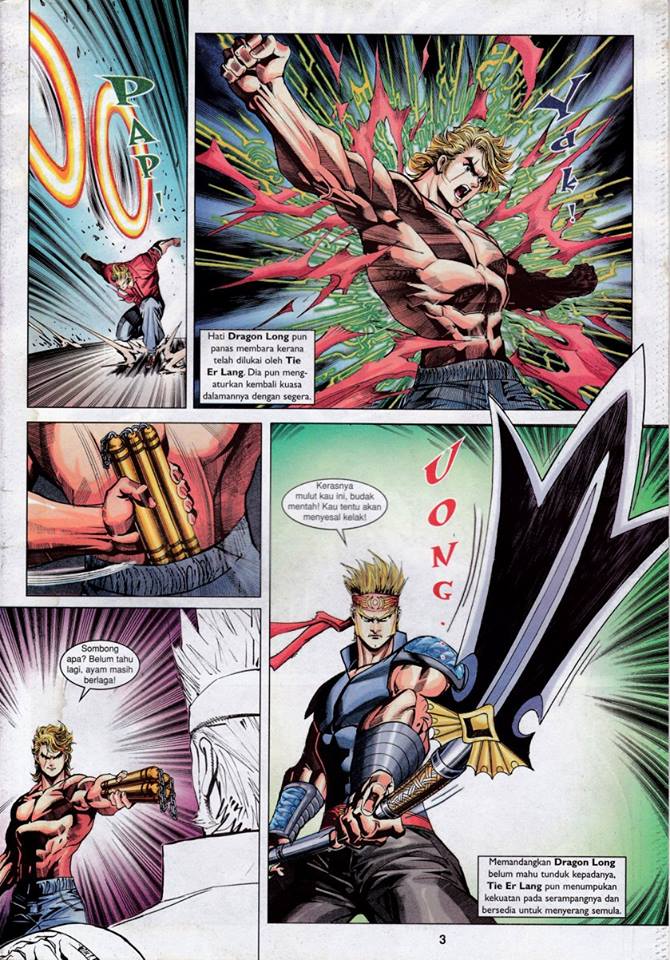 PAP!
Yak!
Hati Dragon Long pun
panas membara kerana
telah dilukai oleh Tie
Er Lang. Dia pun meng-
aturkan kembali kuasa
dalamannya dengan segera.
Kerasnya
mulut kau ini, budak
mentah! Kau tentu akan
menyesal kelak!
UONG.
Sombong
apa? Belum tahu
lagi, ayam masih
berlaga!
Memandangkan Dragon Long
belum mahu tunduk kepadanya,
Tie Er Lang pun menumpukan
kekuatan pada serampangnya dan
bersedia untuk menyerang semula.
3